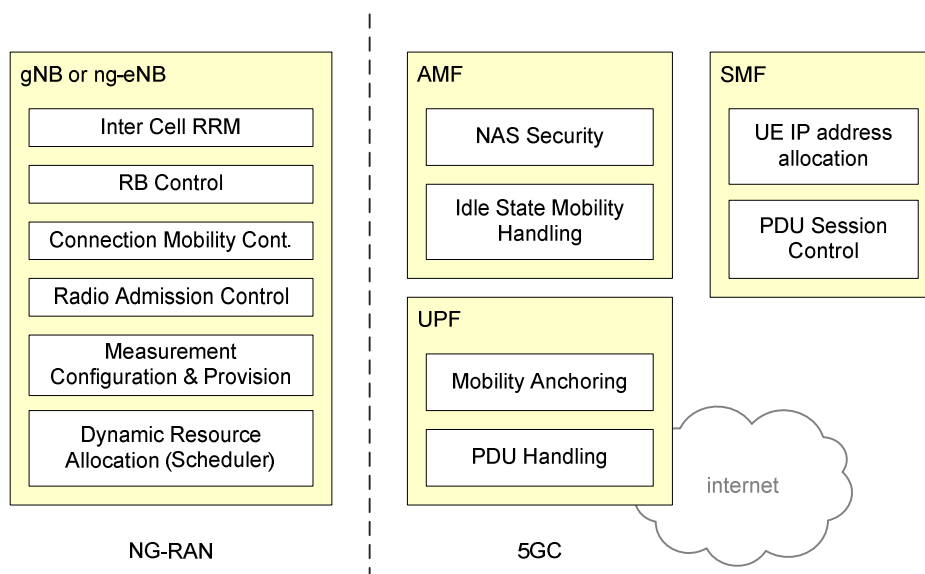 gNB or ng-eNB
Inter Cell RRM
RB Control
Connection Mobility Cont.
Radio Admission Control
Measurement
Configuration & Provision
Dynamic Resource
Allocation (Scheduler)
NG-RAN
AMF
NAS Security
Idle State Mobility
Handling
SMF
UE IP address
allocation
PDU Session
Control
UPF
Mobility Anchoring
PDU Handling
internet
5GC